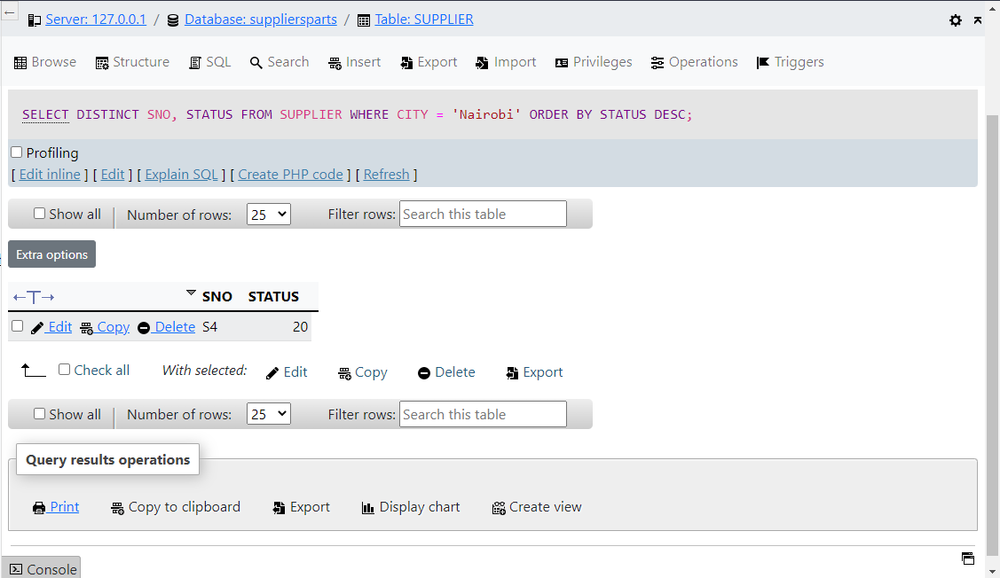 Server: 127.0.0.1 / Database: suppliersparts / Table: SUPPLIER
Browse Structure SQL Search Insert Export Import Privileges Operations Triggers
SELECT DISTINCT SNO, STATUS FROM SUPPLIER WHERE CITY = 'Nairobi' ORDER BY STATUS DESC;
Profiling
[ Edit inline ] [ Edit ] [ Explain SQL ] [ Create PHP code ] [ Refresh ]
Show all Number of rows: 25 Filter rows: Search this table
Extra options
←T→ SNO STATUS
Edit Copy Delete S4 20
Check all With selected: Edit Copy Delete Export
Show all Number of rows: 25 Filter rows: Search this table
Query results operations
Print Copy to clipboard Export Display chart Create view
Console